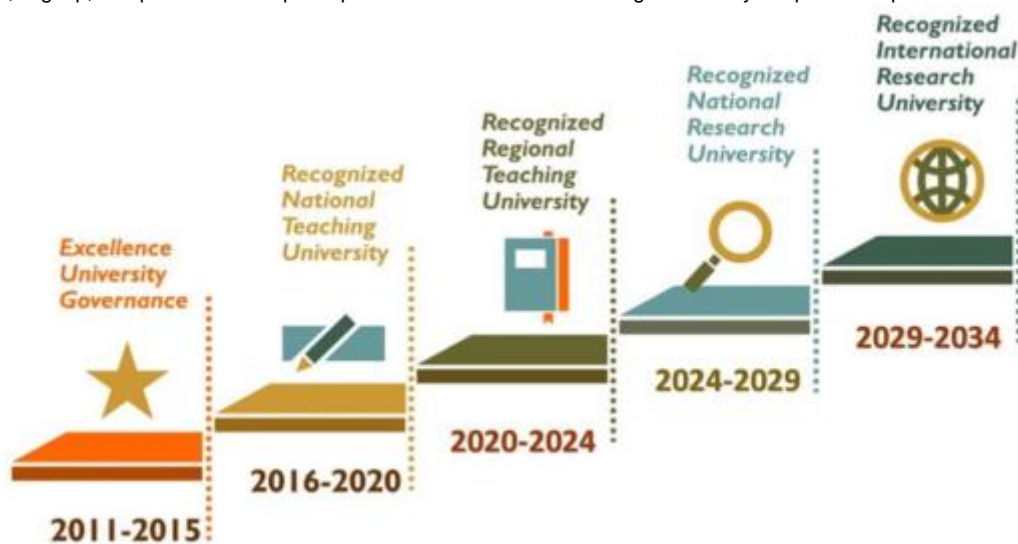 Excellence
University
Governance
2011-2015
Recognized
National
Teaching
University
2016-2020
Recognized
Regional
Teaching
University
2020-2024
Recognized
National
Research
University
2024-2029
Recognized
International
Research
University
2029-2034